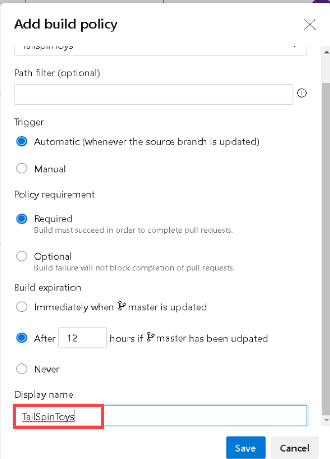 Add build policy
TailspinToys
Path filter (optional)
Trigger
Automatic (whenever the source branch is updated)
Manual
Policy requirement
Required
Build must succeed in order to complete pull requests.
Optional
Build failure will not block completion of pull requests.
Build expiration
Immediately when master is updated
After 12 hours if master has been udpated
Never
Display name
TailSpinToys
Save Cancel